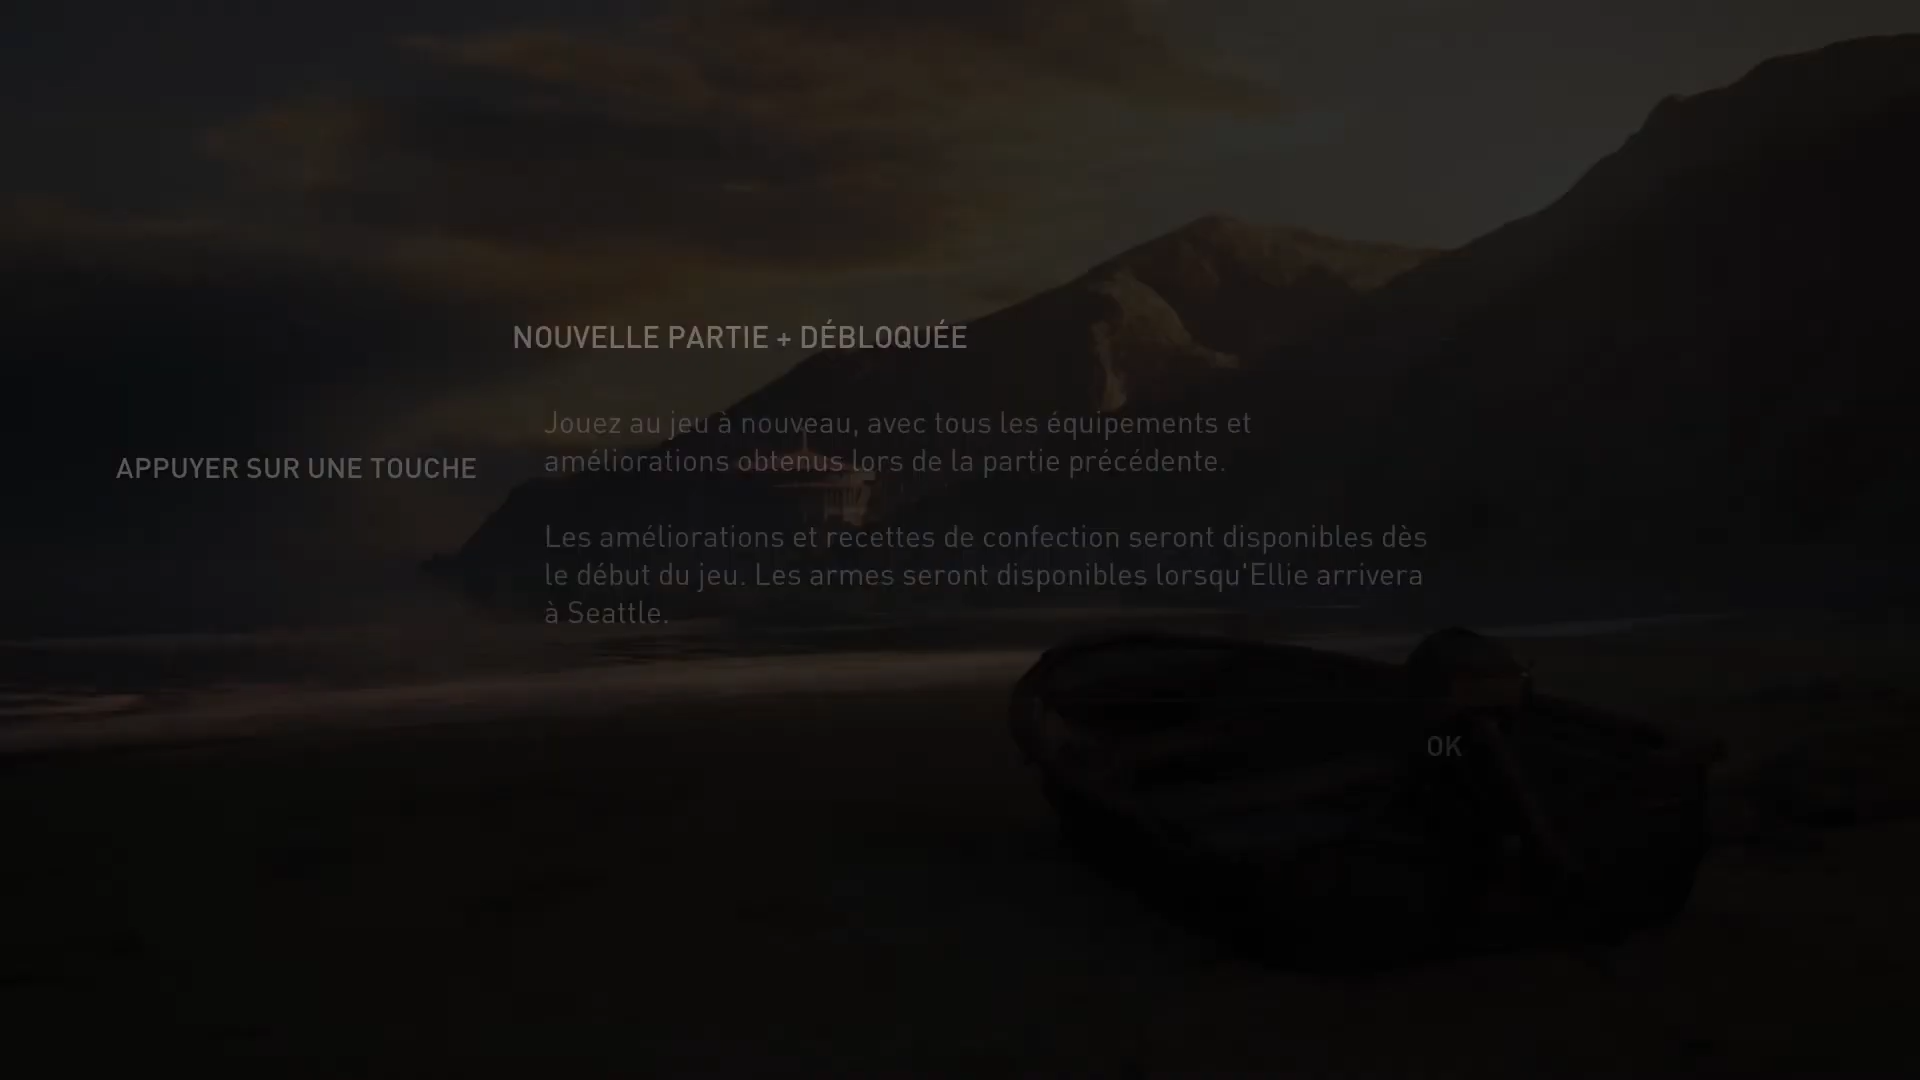 NOUVELLE PARTIE + DÉBLOQUÉE
Jouez au jeu à nouveau, avec tous les équipements et
améliorations obtenus lors de la partie précédente.
APPUYER SUR UNE TOUCHE
Les améliorations et recettes de confection seront disponibles dès
le début du jeu. Les armes seront disponibles lorsqu'Ellie arrivera
à Seattle.
OK